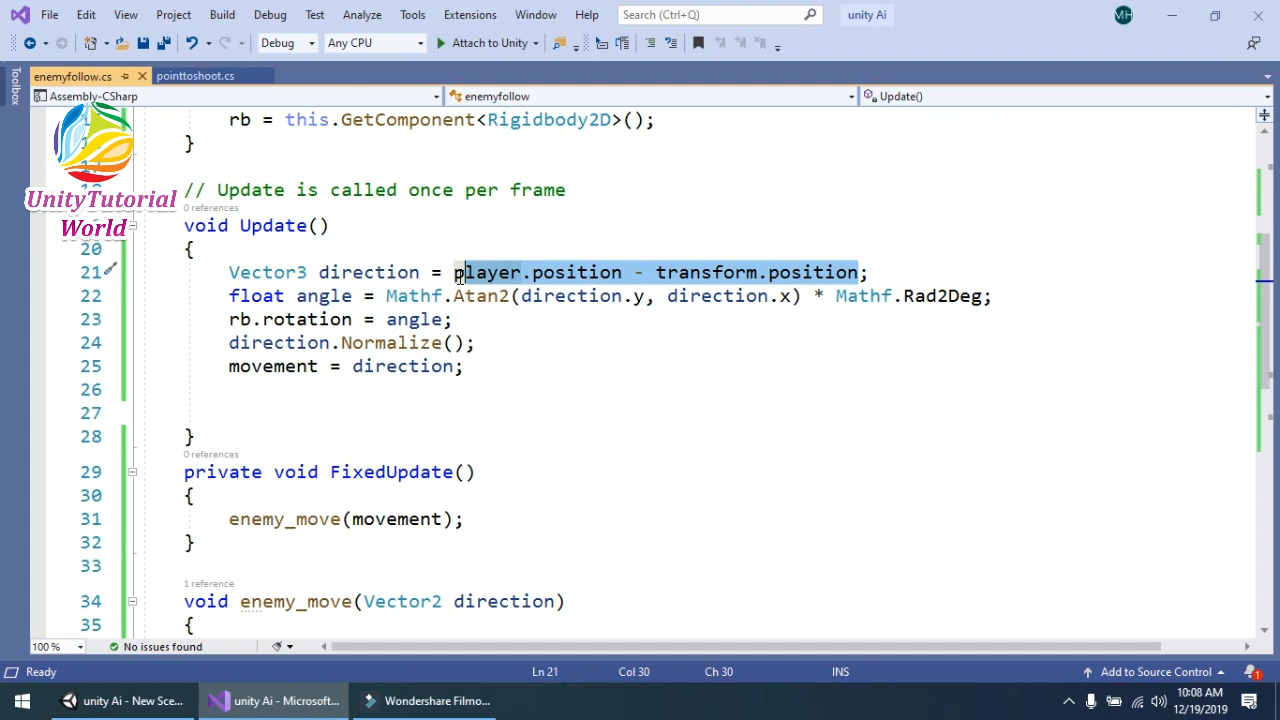 File Edit View Project Build Debug Test Analyze Tools Extensions Window Help Search (Ctrl+Q) unity Ai MH
Debug Any CPU Attach to Unity
Toolbox
enemyfollow.cs pointtoshoot.cs
Assembly-CSharp enemyfollow Update()
rb = this.GetComponent<Rigidbody2D>();
}
// Update is called once per frame
0 references
void Update()
20 {
21 Vector3 direction = player.position - transform.position;
22 float angle = Mathf.Atan2(direction.y, direction.x) * Mathf.Rad2Deg;
23 rb.rotation = angle;
24 direction.Normalize();
25 movement = direction;
26
27
28 }
0 references
29 private void FixedUpdate()
30 {
31 enemy_move(movement);
32 }
33
1 reference
34 void enemy_move(Vector2 direction)
35 {
UnityTutorial
World
100 % No issues found
Ready Ln 21 Col 30 Ch 30 INS Add to Source Control 1
unity Ai - New Sce... unity Ai - Microsoft... Wondershare Filmo... 10:08 AM
12/19/2019